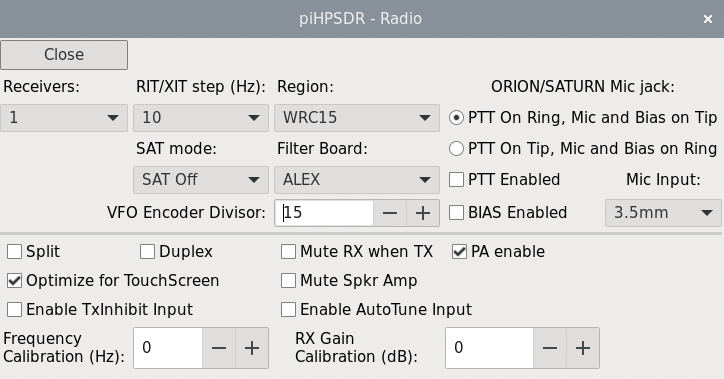 piHPSDR - Radio
×
Close
Receivers: RIT/XIT step (Hz): Region: ORION/SATURN Mic jack:
1 10 WRC15 PTT On Ring, Mic and Bias on Tip
SAT mode: Filter Board: PTT On Tip, Mic and Bias on Ring
SAT Off ALEX PTT Enabled Mic Input:
VFO Encoder Divisor: 15 − + BIAS Enabled 3.5mm
Split Duplex Mute RX when TX PA enable
Optimize for TouchScreen Mute Spkr Amp
Enable TxInhibit Input Enable AutoTune Input
Frequency
Calibration (Hz): 0 − +
RX Gain
Calibration (dB): 0 − +